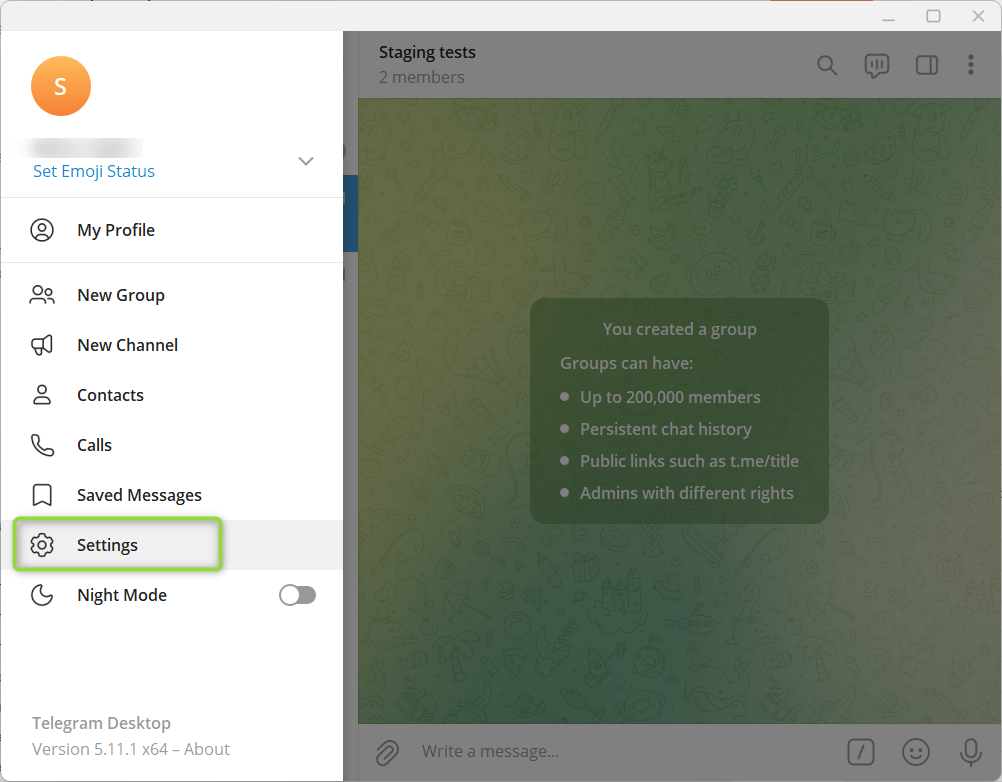 S
Set Emoji Status
My Profile
New Group
New Channel
Contacts
Calls
Saved Messages
Settings
Night Mode
Telegram Desktop
Version 5.11.1 x64 – About
Staging tests
2 members
You created a group
Groups can have:
Up to 200,000 members
Persistent chat history
Public links such as t.me/title
Admins with different rights
Write a message...